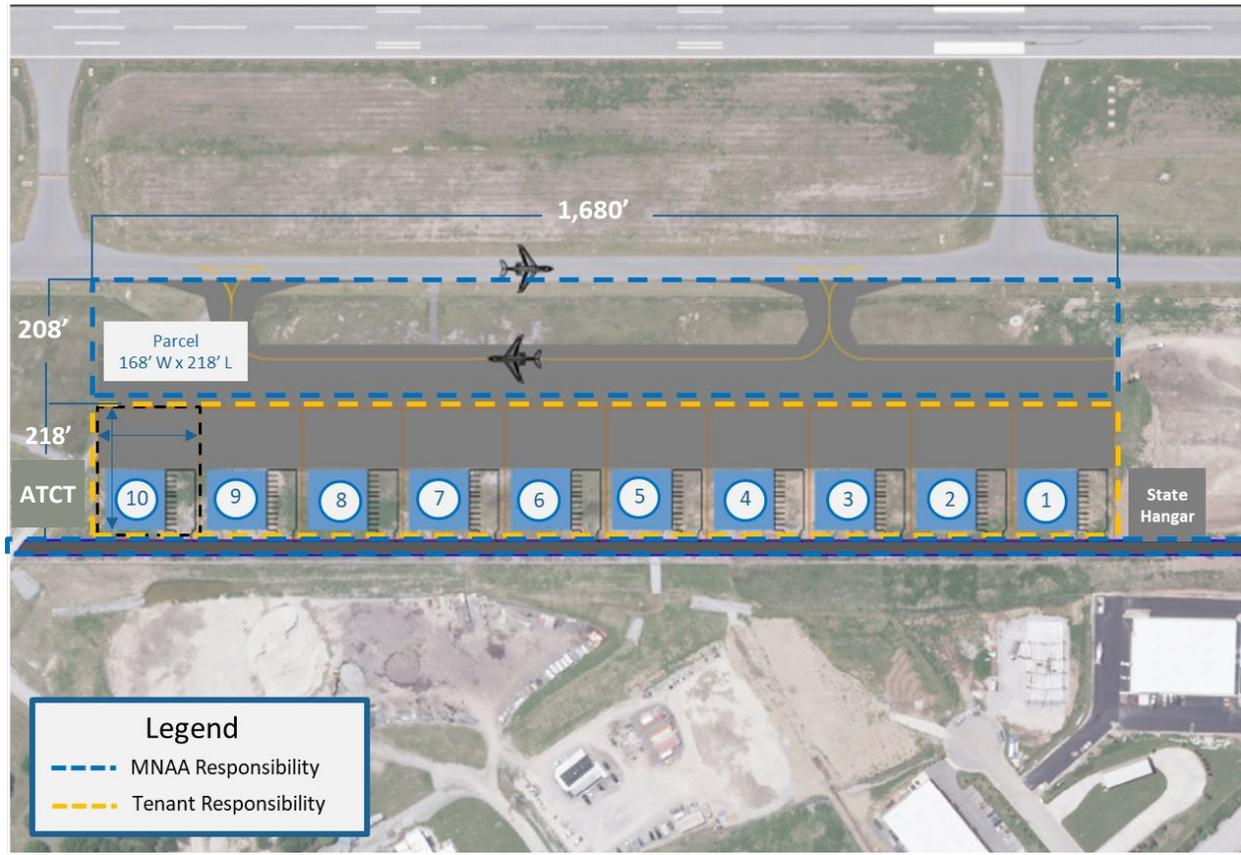 1,680’
208’
Parcel
168’ W x 218’ L
218’
ATCT
10
9
8
7
6
5
4
3
2
1
State
Hangar
Legend
MNAA Responsibility
Tenant Responsibility